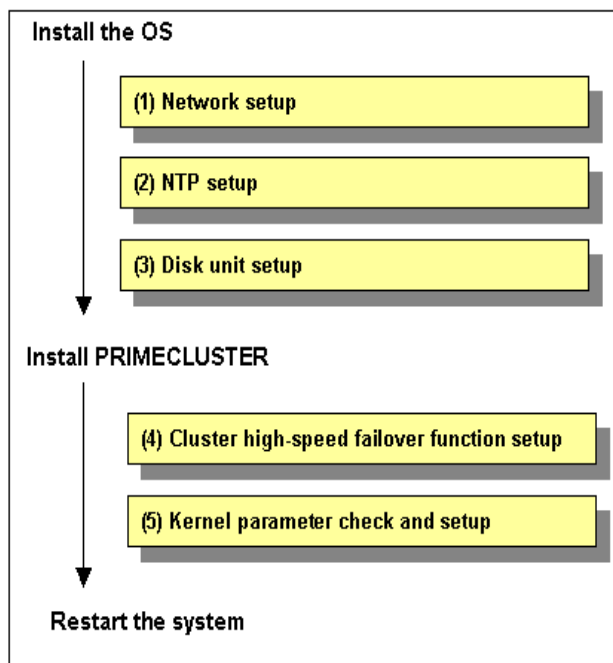 Install the OS
(1) Network setup
(2) NTP setup
(3) Disk unit setup
Install PRIMECLUSTER
(4) Cluster high-speed failover function setup
(5) Kernel parameter check and setup
Restart the system